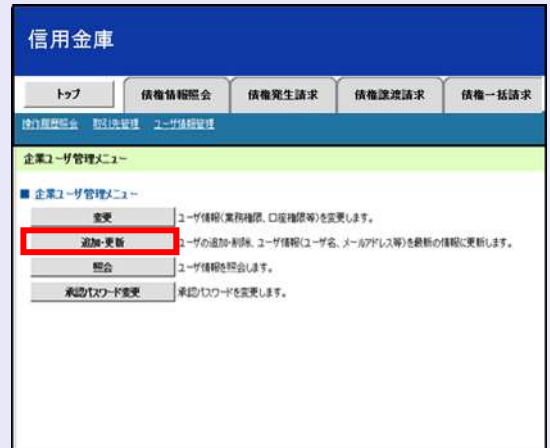 信用金庫
トップ 債権情報照会 債権発生請求 債権譲渡請求 債権一括請求
操作履歴照会 取引先管理 ユーザ情報管理
企業ユーザ管理メニュー
■ 企業ユーザ管理メニュー
変更 ユーザ情報(業務権限、口座権限等)を変更します。
追加・更新 ユーザの追加・削除、ユーザ情報(ユーザ名、メールアドレス等)を最新の情報に更新します。
照会 ユーザ情報を照会します。
承認パスワード変更 承認パスワードを変更します。